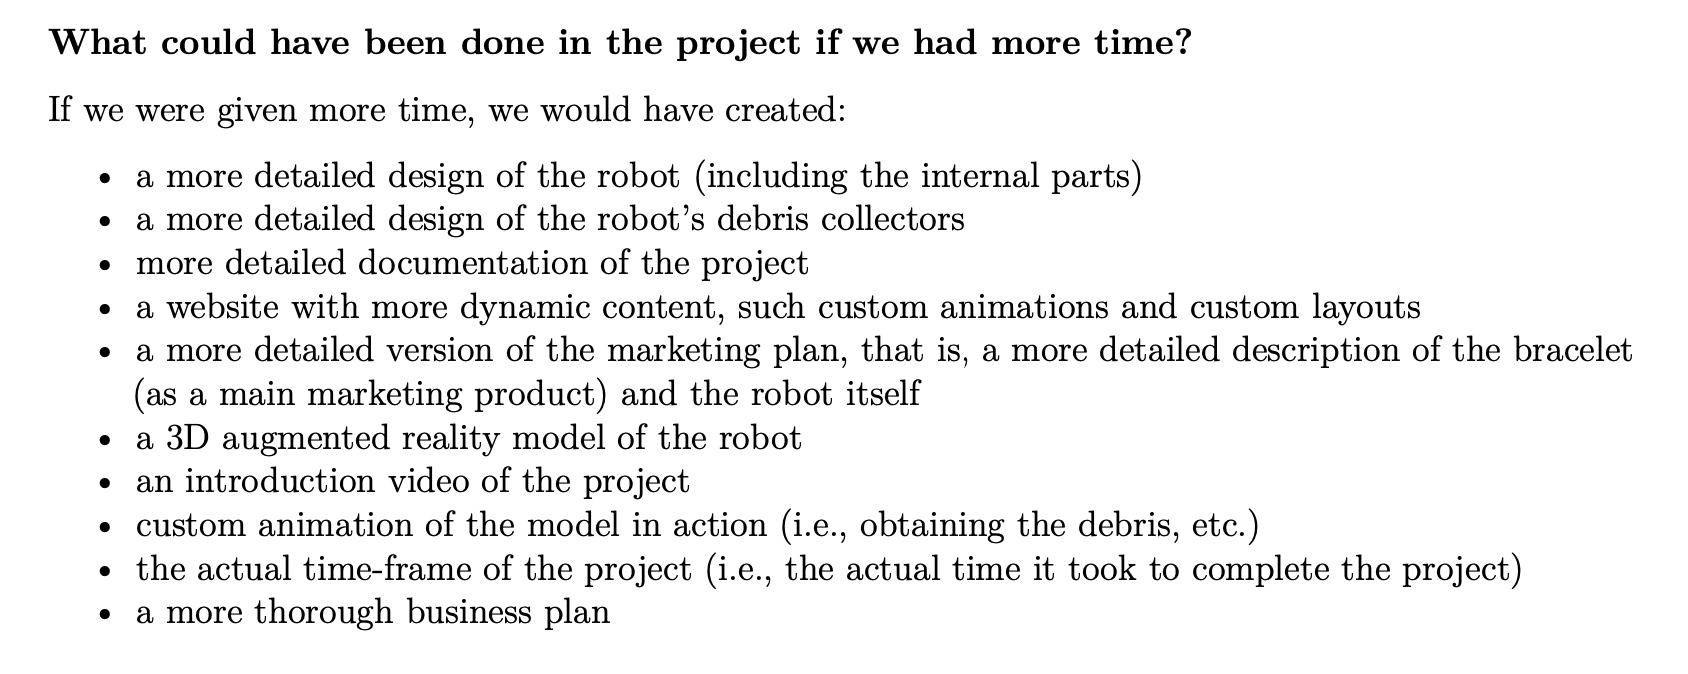 What could have been done in the project if we had more time?
If we were given more time, we would have created:
• a more detailed design of the robot (including the internal parts)
• a more detailed design of the robot's debris collectors
• more detailed documentation of the project
• a website with more dynamic content, such custom animations and custom layouts
• a more detailed version of the marketing plan, that is, a more detailed description of the bracelet
(as a main marketing product) and the robot itself
• a 3D augmented reality model of the robot
• an introduction video of the project
• custom animation of the model in action (i.e., obtaining the debris, etc.)
• the actual time-frame of the project (i.e., the actual time it took to complete the project)
• a more thorough business plan